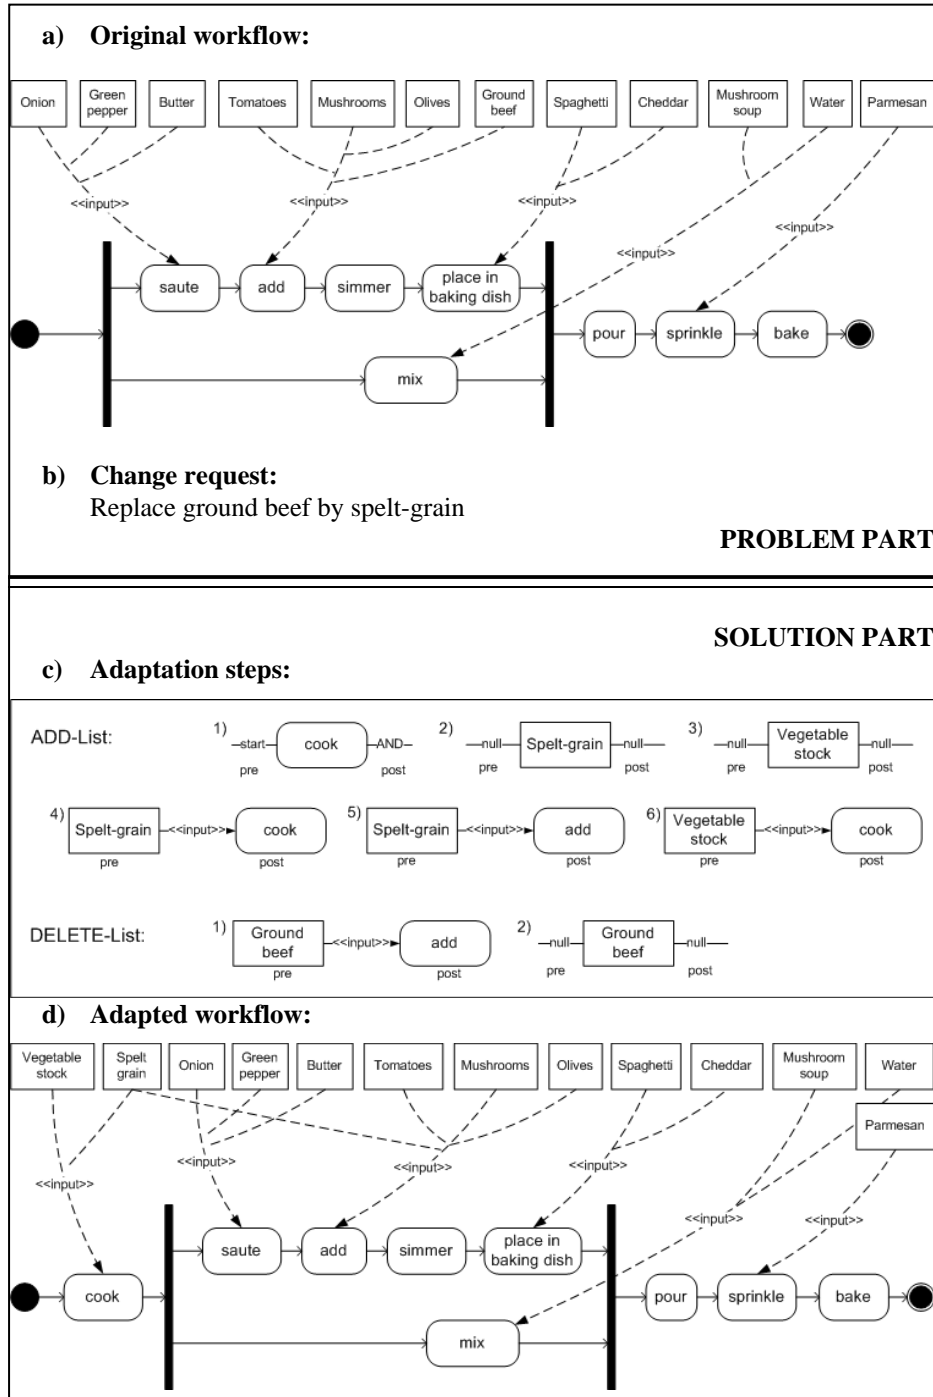 a) Original workflow:
Onion
Green
pepper
Butter
Tomatoes
Mushrooms
Olives
Ground
beef
Spaghetti
Cheddar
Mushroom
soup
Water
Parmesan
<<input>>
<<input>>
<<input>>
<<input>>
<<input>>
saute
add
simmer
place in
baking dish
pour
sprinkle
bake
mix
b) Change request:
Replace ground beef by spelt-grain
PROBLEM PART
SOLUTION PART
c) Adaptation steps:
ADD-List:
1)
start
cook
AND
pre
post
2)
null
Spelt-grain
null
pre
post
3)
null
Vegetable
stock
null
pre
post
4)
Spelt-grain
<<input>>
cook
pre
post
5)
Spelt-grain
<<input>>
add
pre
post
6)
Vegetable
stock
<<input>>
cook
pre
post
DELETE-List:
1)
Ground
beef
<<input>>
add
pre
post
2)
null
Ground
beef
null
pre
post
d) Adapted workflow:
Vegetable
stock
Spelt
grain
Onion
Green
pepper
Butter
Tomatoes
Mushrooms
Olives
Spaghetti
Cheddar
Mushroom
soup
Water
Parmesan
<<input>>
<<input>>
<<input>>
<<input>>
<<input>>
<<input>>
saute
add
simmer
place in
baking dish
cook
pour
sprinkle
bake
mix